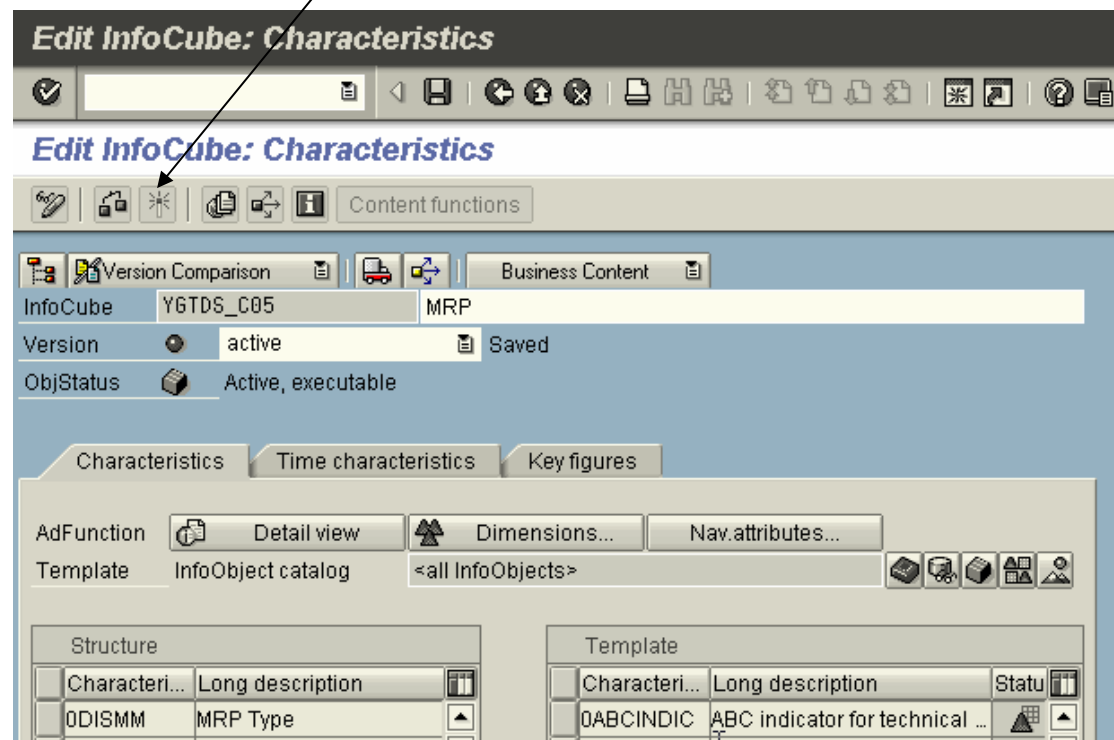 Edit InfoCube: Characteristics
Edit InfoCube: Characteristics
Content functions
Version Comparison Business Content
InfoCube YGTDS_C05 MRP
Version active Saved
ObjStatus Active, executable
Characteristics Time characteristics Key figures
AdFunction Detail view Dimensions... Nav.attributes...
Template InfoObject catalog <all InfoObjects>
Structure Template
Characteri... Long description Characteri... Long description Statu
0DISMM MRP Type 0ABCINDIC ABC indicator for technical ...